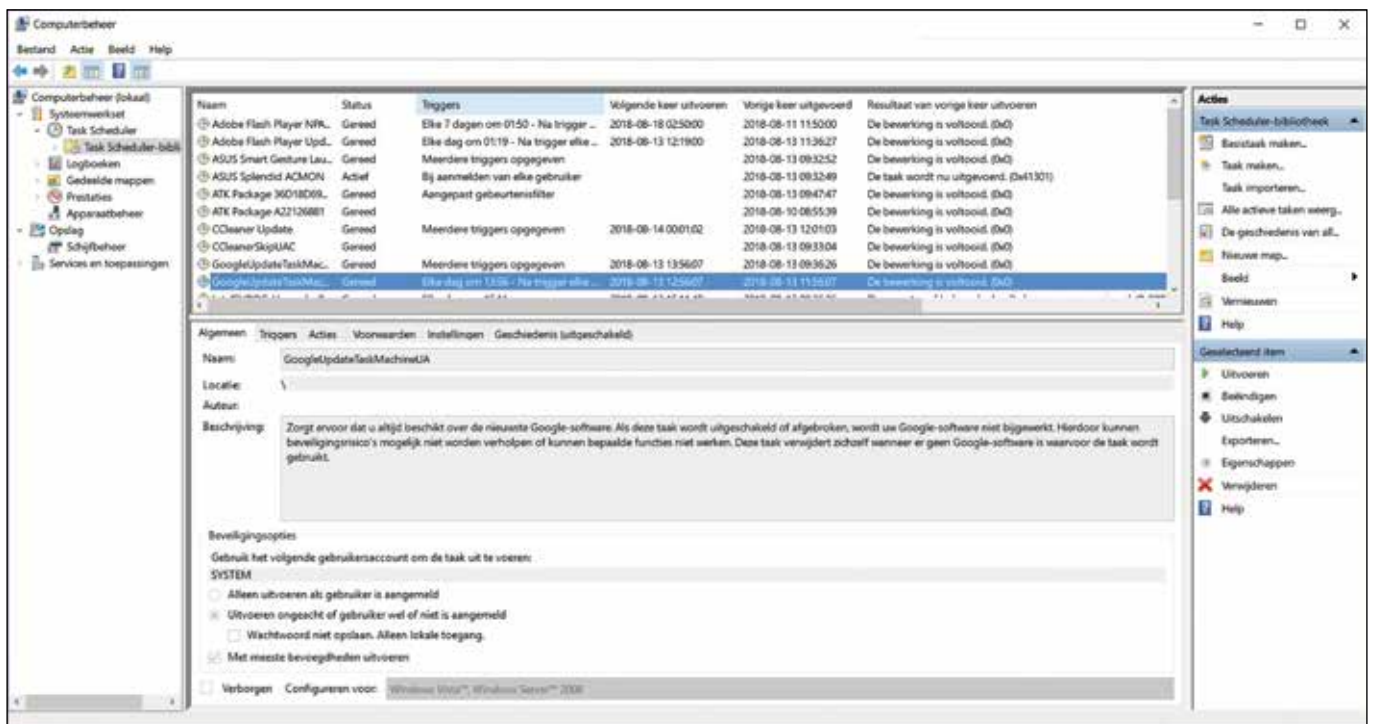 Computerbeheer
Bestand Actie Beeld Help
Computerbeheer (lokaal)
Systeemwerkset
Task Scheduler
Task Scheduler-bibli
Logboeken
Gedeelde mappen
Prestaties
Apparaatbeheer
Opslag
Schijfbeheer
Services en toepassingen
Naam Status Triggers Volgende keer uitvoeren Vorige keer uitgevoerd Resultaat van vorige keer uitvoeren
Adobe Flash Player NPA... Gereed Elke 7 dagen om 01:50 - Na trigger ... 2018-08-18 02:50:00 2018-08-11 11:50:00 De bewerking is voltooid. (0x0)
Adobe Flash Player Upd... Gereed Elke dag om 01:19 - Na trigger elke ... 2018-08-13 12:19:00 2018-08-13 11:36:27 De bewerking is voltooid. (0x0)
ASUS Smart Gesture Lau... Gereed Meerdere triggers opgegeven 2018-08-13 09:32:52 De bewerking is voltooid. (0x0)
ASUS Splendid ACMON Actief Bij aanmelden van elke gebruiker 2018-08-13 09:32:49 De taak wordt nu uitgevoerd. (0x41301)
ATK Package 36D18D69... Gereed Aangepast gebeurtenisfilter 2018-08-13 09:47:47 De bewerking is voltooid. (0x0)
ATK Package A22126881 Gereed 2018-08-10 08:55:39 De bewerking is voltooid. (0x0)
CCleaner Update Gereed Meerdere triggers opgegeven 2018-08-14 00:01:02 2018-08-13 12:01:03 De bewerking is voltooid. (0x0)
CCleanerSkipUAC Gereed 2018-08-13 09:33:04 De bewerking is voltooid. (0x0)
GoogleUpdateTaskMac... Gereed Meerdere triggers opgegeven 2018-08-13 13:56:07 2018-08-13 09:36:26 De bewerking is voltooid. (0x0)
GoogleUpdateTaskMac... Gereed Elke dag om 13:56 - Na trigger elke ... 2018-08-13 12:56:07 2018-08-13 11:56:07 De bewerking is voltooid. (0x0)
Algemeen Triggers Acties Voorwaarden Instellingen Geschiedenis (uitgeschakeld)
Naam: GoogleUpdateTaskMachineUA
Locatie: \
Auteur:
Beschrijving: Zorgt ervoor dat u altijd beschikt over de nieuwste Google-software. Als deze taak wordt uitgeschakeld of afgebroken, wordt uw Google-software niet bijgewerkt. Hierdoor kunnen
beveiligingsrisico's mogelijk niet worden verholpen of kunnen bepaalde functies niet werken. Deze taak verwijdert zichzelf wanneer er geen Google-software is waarvoor de taak wordt
gebruikt.
Beveiligingsopties
Gebruik het volgende gebruikersaccount om de taak uit te voeren:
SYSTEM
Alleen uitvoeren als gebruiker is aangemeld
Uitvoeren ongeacht of gebruiker wel of niet is aangemeld
Wachtwoord niet opslaan. Alleen lokale toegang.
Met meeste bevoegdheden uitvoeren
Verborgen Configureren voor: Windows Vista™, Windows Server™ 2008
Acties
Task Scheduler-bibliotheek
Basistaak maken...
Taak maken...
Taak importeren...
Alle actieve taken weerg...
De geschiedenis van all...
Nieuwe map...
Beeld
Vernieuwen
Help
Geselecteerd item
Uitvoeren
Beëindigen
Uitschakelen
Exporteren...
Eigenschappen
Verwijderen
Help